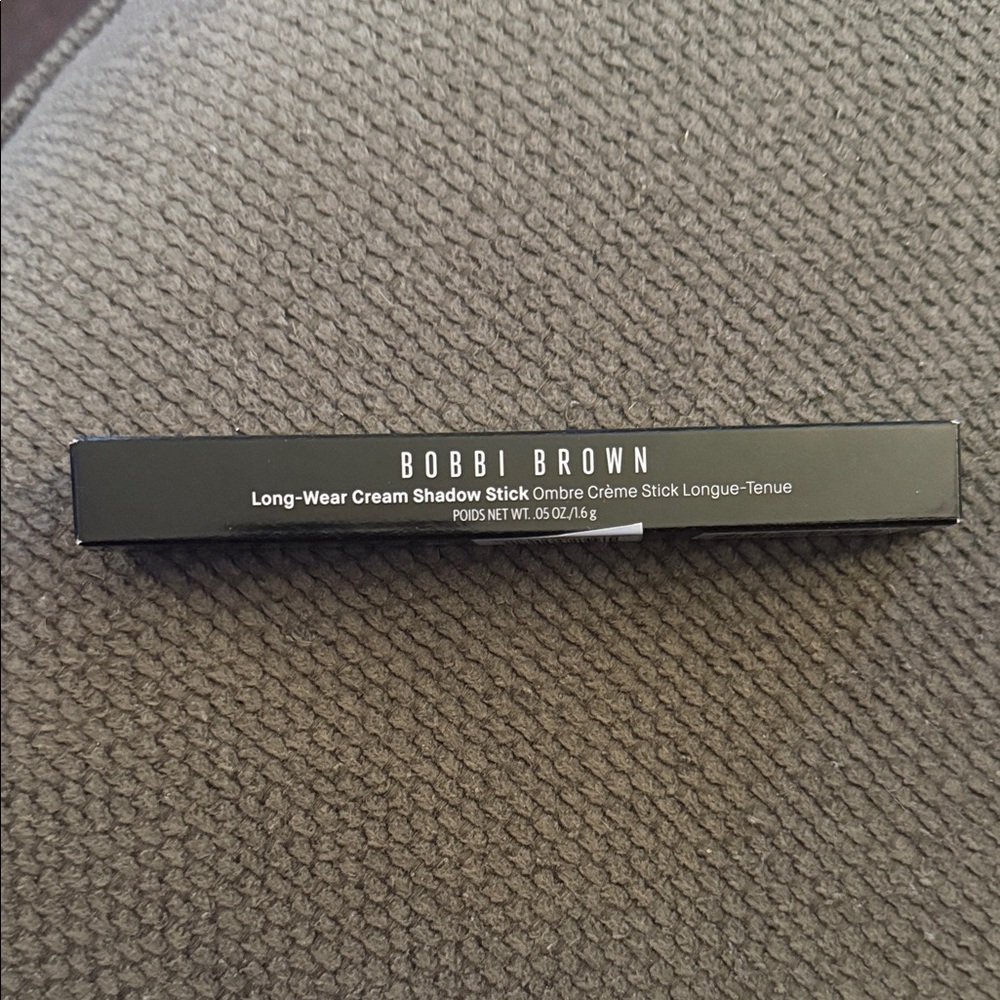 BOBBI BROWN
Long-Wear Cream Shadow Stick Ombre Crème Stick Longue-Tenue
POIDS NET WT. .05 OZ./1.6 g